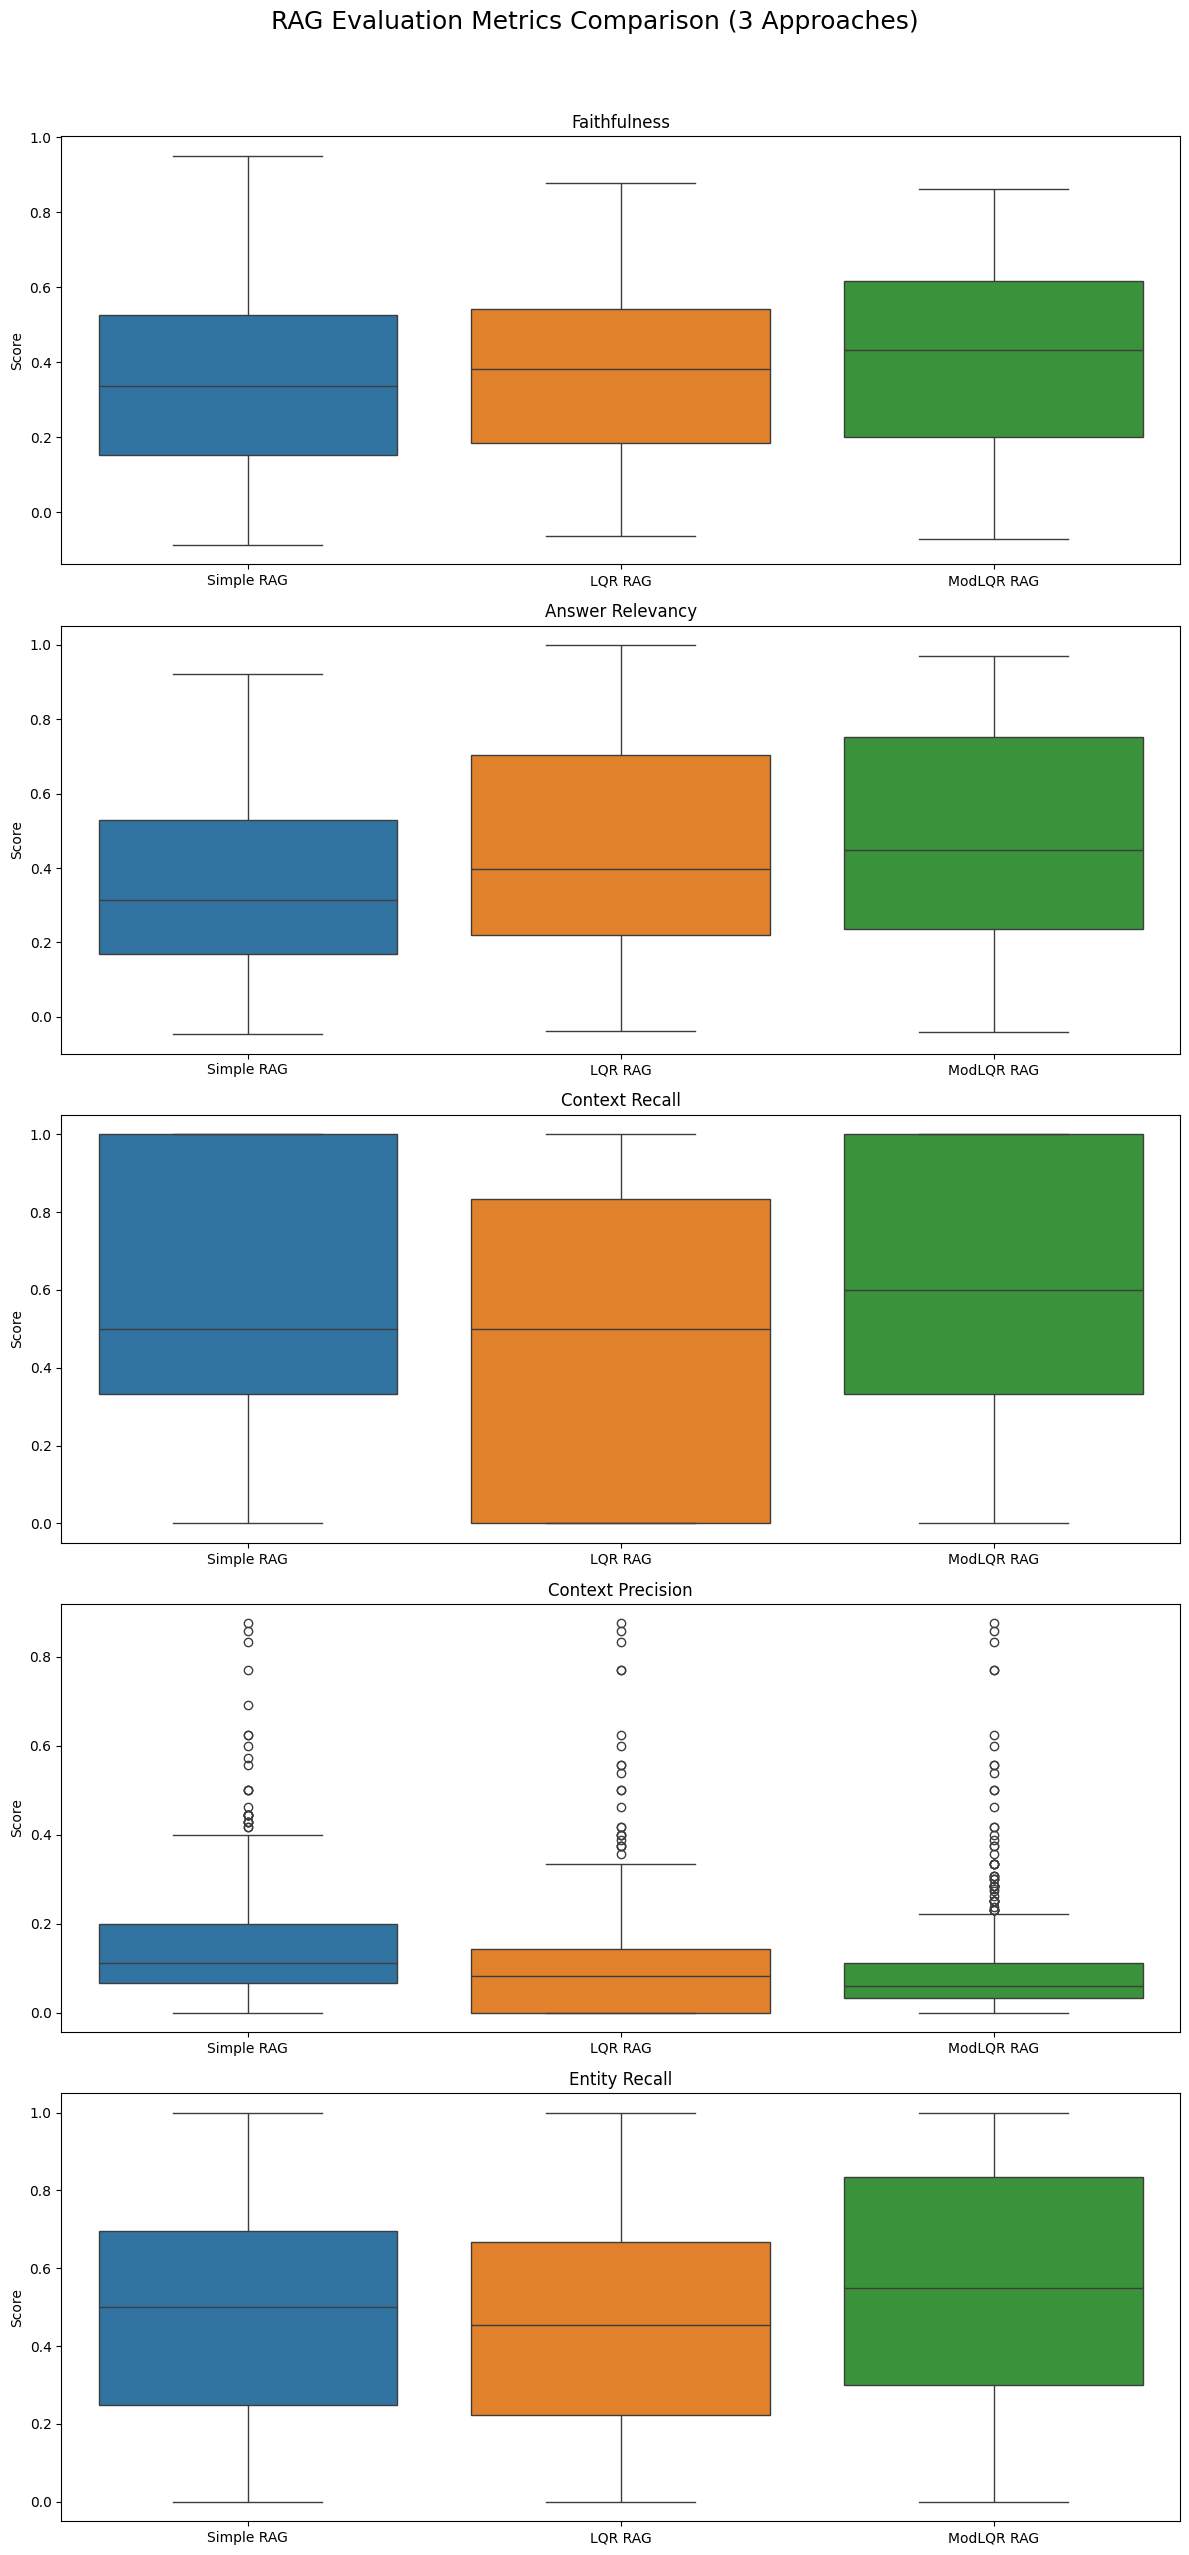 RAG Evaluation Metrics Comparison (3 Approaches)
Faithfulness
1.0
0.8
0.6
0.4
0.2
0.0
Score
Simple RAG
LQR RAG
ModLQR RAG
Answer Relevancy
1.0
0.8
0.6
0.4
0.2
0.0
Score
Simple RAG
LQR RAG
ModLQR RAG
Context Recall
1.0
0.8
0.6
0.4
0.2
0.0
Score
Simple RAG
LQR RAG
ModLQR RAG
Context Precision
0.8
0.6
0.4
0.2
0.0
Score
Simple RAG
LQR RAG
ModLQR RAG
Entity Recall
1.0
0.8
0.6
0.4
0.2
0.0
Score
Simple RAG
LQR RAG
ModLQR RAG